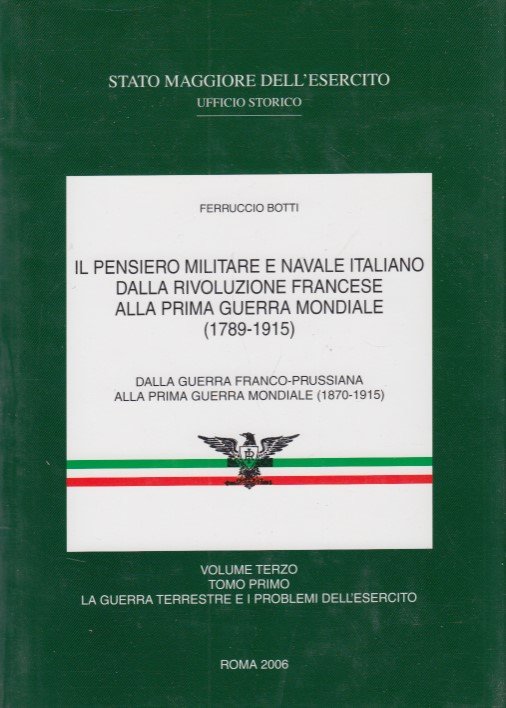 STATO MAGGIORE DELL'ESERCITO
UFFICIO STORICO
FERRUCCIO BOTTI
IL PENSIERO MILITARE E NAVALE ITALIANO
DALLA RIVOLUZIONE FRANCESE
ALLA PRIMA GUERRA MONDIALE
(1789-1915)
DALLA GUERRA FRANCO-PRUSSIANA
ALLA PRIMA GUERRA MONDIALE (1870-1915)
VOLUME TERZO
TOMO PRIMO
LA GUERRA TERRESTRE E I PROBLEMI DELL'ESERCITO
ROMA 2006